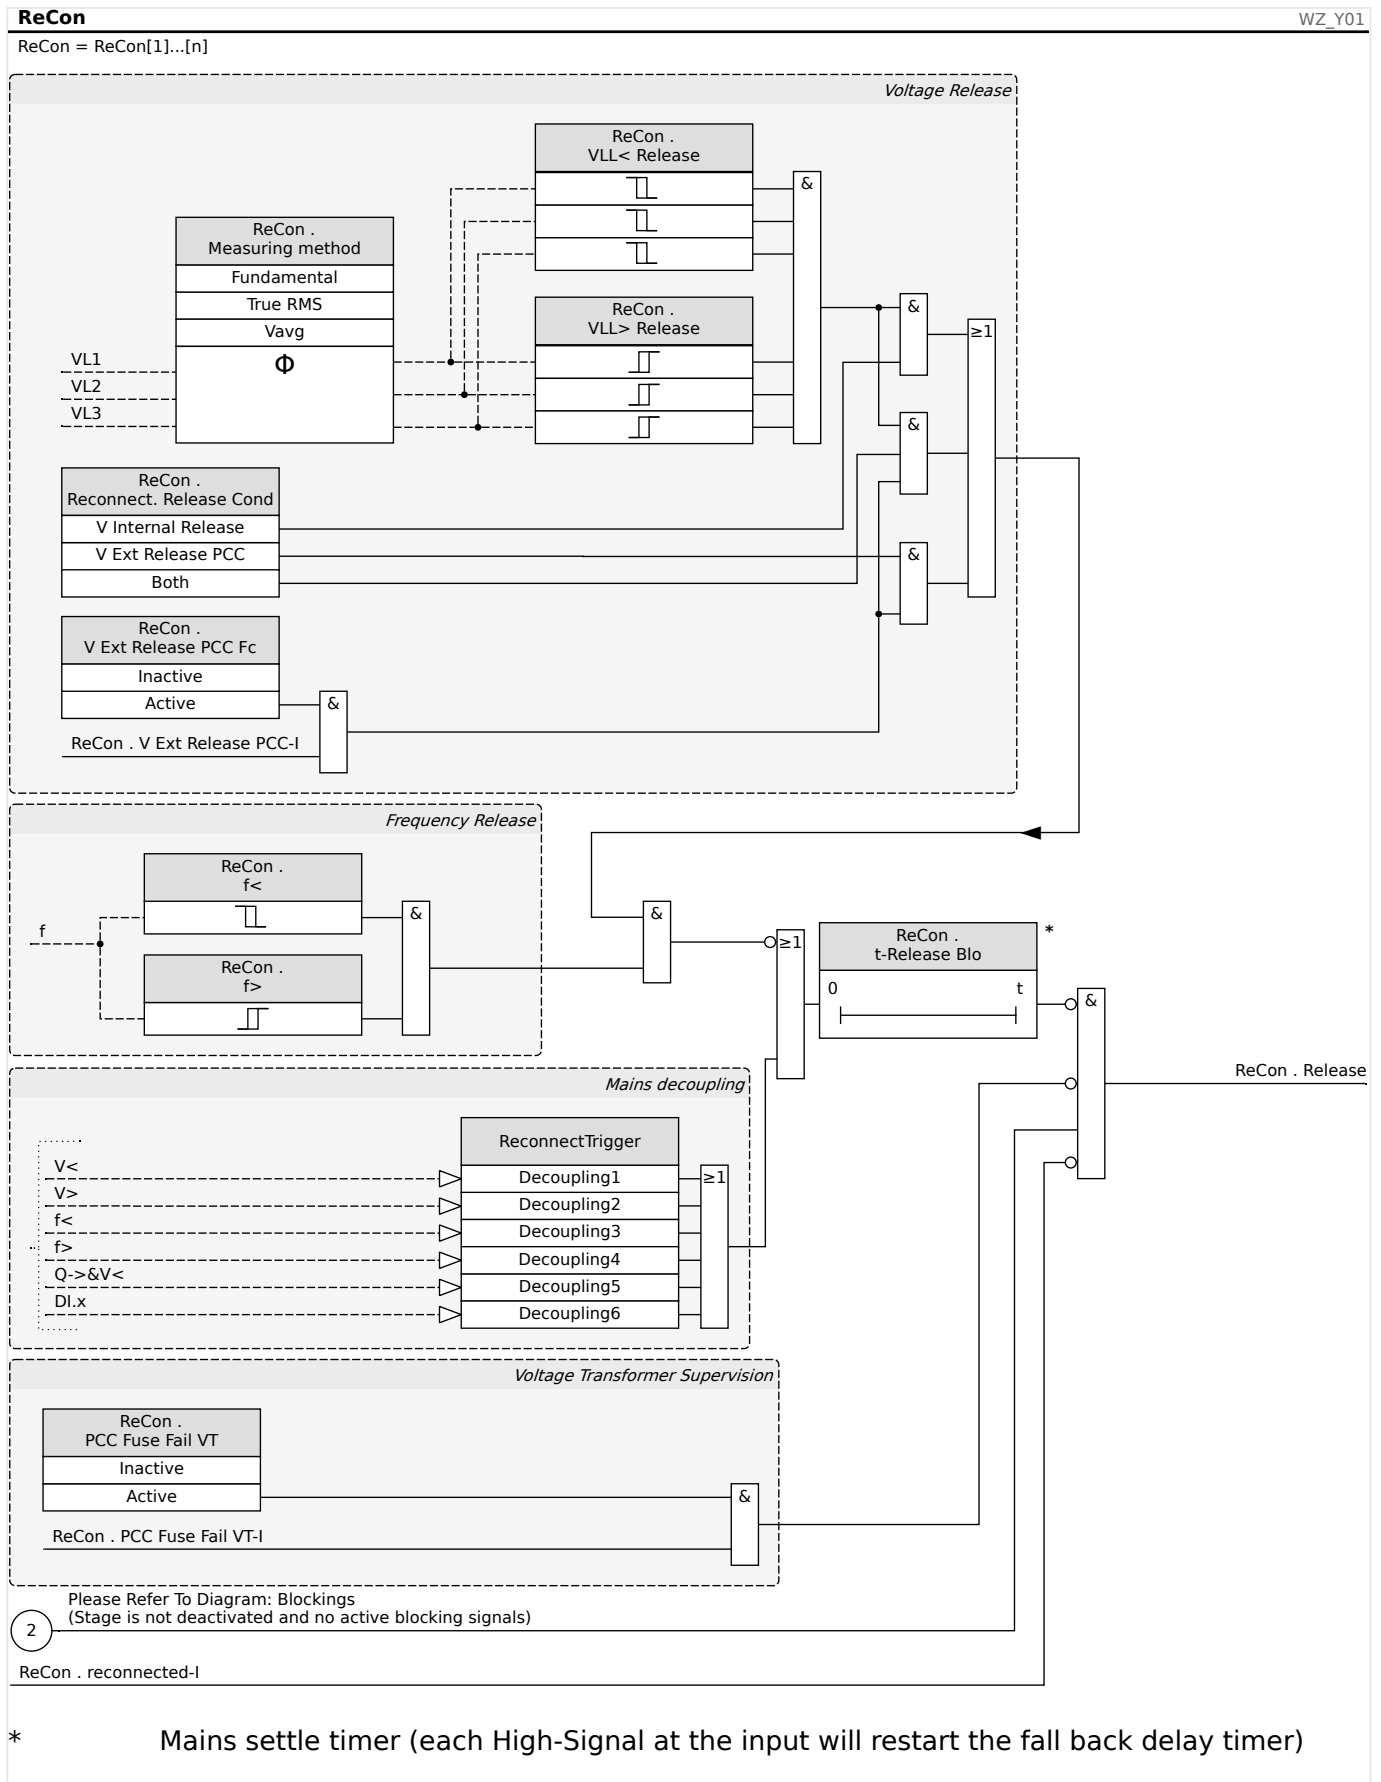 ReCon
WZ_Y01
ReCon = ReCon[1]...[n]
Voltage Release
ReCon .
VLL< Release
&
ReCon .
Measuring method
Fundamental
True RMS
Vavg
Φ
VL1
VL2
VL3
ReCon .
VLL> Release
&
≥1
&
ReCon .
Reconnect. Release Cond
V Internal Release
V Ext Release PCC
Both
&
ReCon .
V Ext Release PCC Fc
Inactive
Active
&
ReCon . V Ext Release PCC-I
Frequency Release
ReCon .
f<
f
ReCon .
f>
&
&
≥1
ReCon .
t-Release Blo
*
0 t
&
ReCon . Release
Mains decoupling
ReconnectTrigger
V<
V>
f<
f>
Q->&V<
DI.x
Decoupling1
Decoupling2
Decoupling3
Decoupling4
Decoupling5
Decoupling6
≥1
Voltage Transformer Supervision
ReCon .
PCC Fuse Fail VT
Inactive
Active
&
ReCon . PCC Fuse Fail VT-I
Please Refer To Diagram: Blockings
(Stage is not deactivated and no active blocking signals)
2
ReCon . reconnected-I
* Mains settle timer (each High-Signal at the input will restart the fall back delay timer)